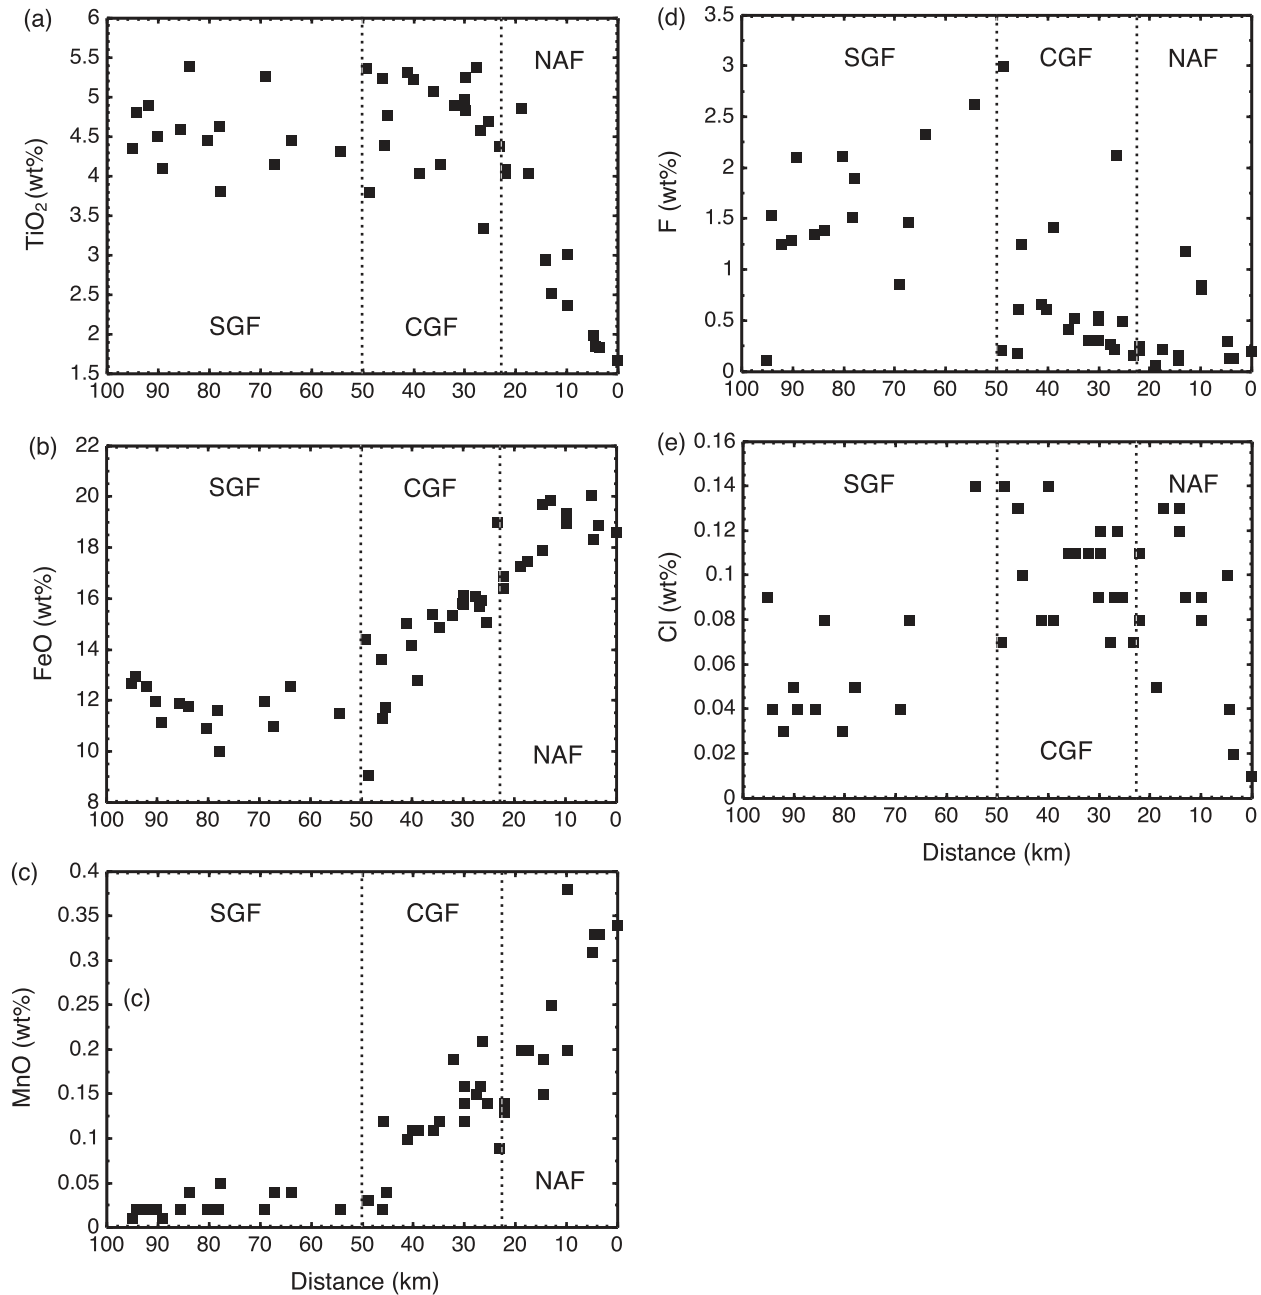 (a)
6
5.5
5
4.5
4
3.5
3
2.5
2
1.5
TiO2 (wt%)
SGF
CGF
NAF
100 90 80 70 60 50 40 30 20 10 0
(b)
22
20
18
16
14
12
10
8
FeO (wt%)
SGF
CGF
NAF
100 90 80 70 60 50 40 30 20 10 0
(c)
0.4
0.35
0.3
0.25
0.2
0.15
0.1
0.05
0
MnO (wt%)
SGF
CGF
(c)
NAF
100 90 80 70 60 50 40 30 20 10 0
Distance (km)
(d)
3.5
3
2.5
2
1.5
1
0.5
0
F (wt%)
SGF
CGF
NAF
100 90 80 70 60 50 40 30 20 10 0
(e)
0.16
0.14
0.12
0.1
0.08
0.06
0.04
0.02
0
Cl (wt%)
SGF
NAF
CGF
100 90 80 70 60 50 40 30 20 10 0
Distance (km)